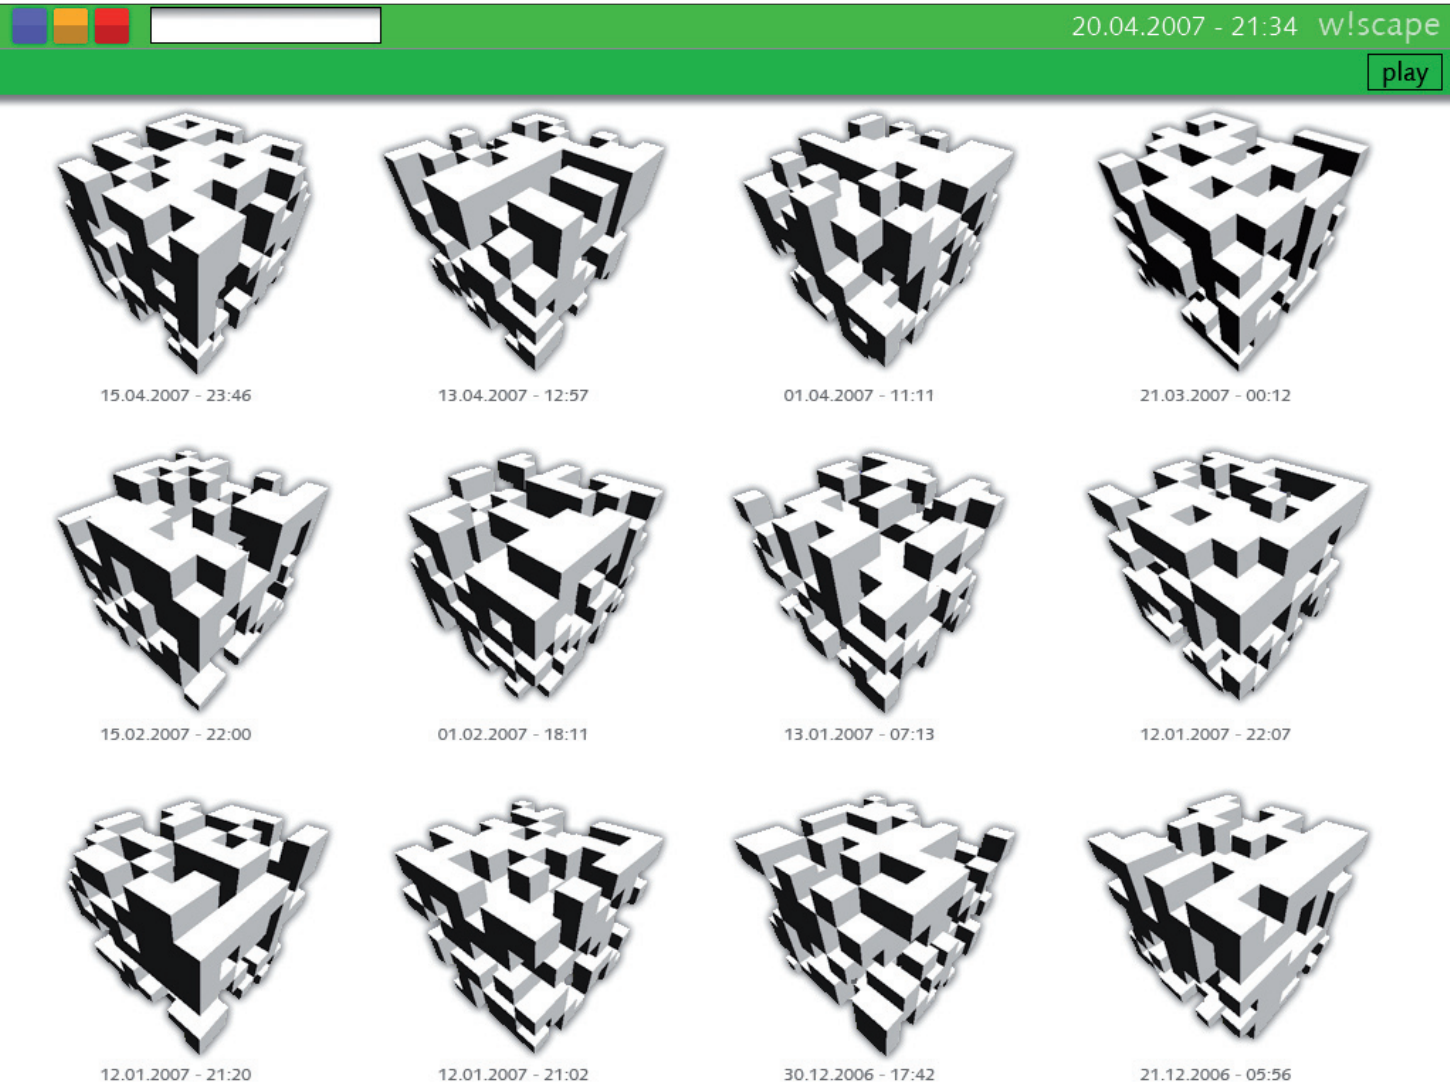 20.04.2007 - 21:34 w!scape
play
15.04.2007 - 23:46
13.04.2007 - 12:57
01.04.2007 - 11:11
21.03.2007 - 00:12
15.02.2007 - 22:00
01.02.2007 - 18:11
13.01.2007 - 07:13
12.01.2007 - 22:07
12.01.2007 - 21:20
12.01.2007 - 21:02
30.12.2006 - 17:42
21.12.2006 - 05:56